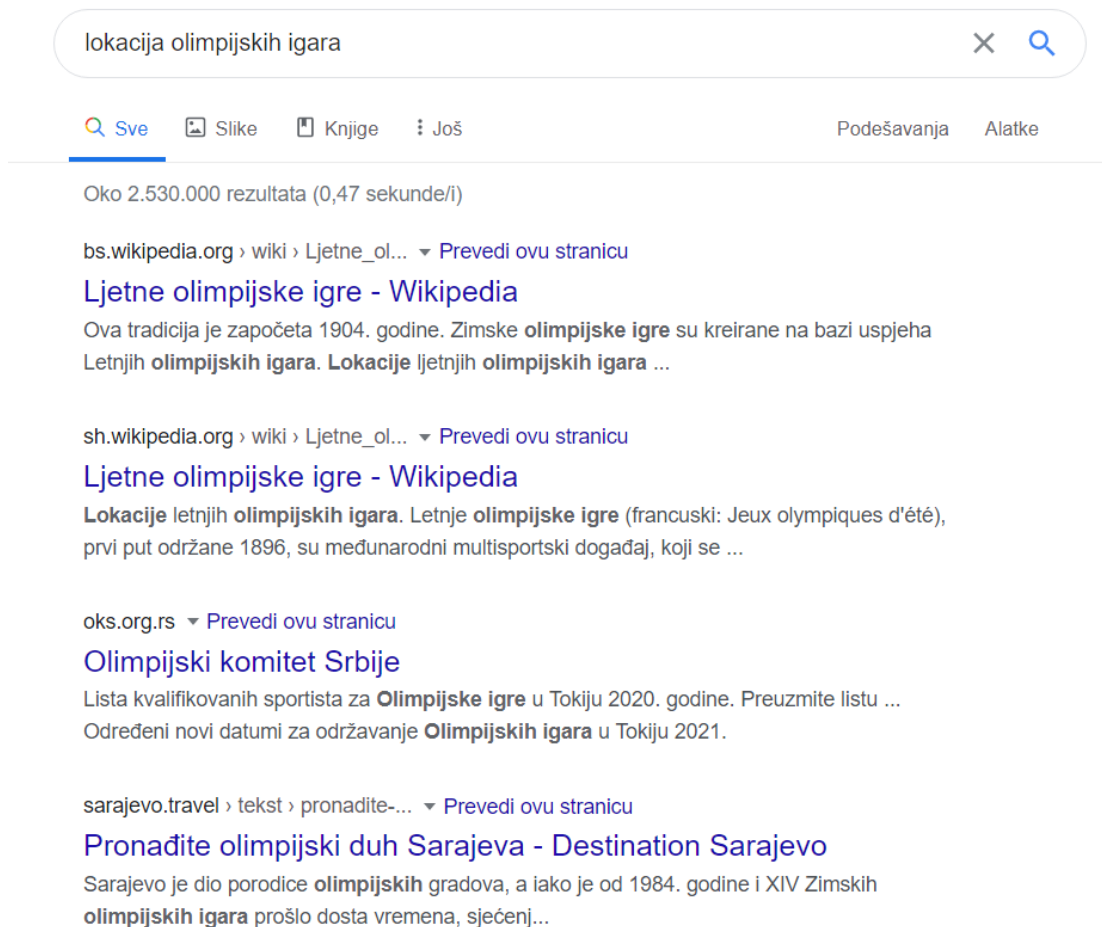 lokacija olimpijskih igara
Sve Slike Knjige Još Podešavanja Alatke
Oko 2.530.000 rezultata (0,47 sekunde/i)
bs.wikipedia.org › wiki › Ljetne_ol... Prevedi ovu stranicu
Ljetne olimpijske igre - Wikipedia
Ova tradicija je započeta 1904. godine. Zimske olimpijske igre su kreirane na bazi uspjeha
Letnjih olimpijskih igara. Lokacije ljetnjih olimpijskih igara ...
sh.wikipedia.org › wiki › Ljetne_ol... Prevedi ovu stranicu
Ljetne olimpijske igre - Wikipedia
Lokacije letnjih olimpijskih igara. Letnje olimpijske igre (francuski: Jeux olympiques d'été),
prvi put održane 1896, su međunarodni multisportski događaj, koji se ...
oks.org.rs Prevedi ovu stranicu
Olimpijski komitet Srbije
Lista kvalifikovanih sportista za Olimpijske igre u Tokiju 2020. godine. Preuzmite listu ...
Određeni novi datumi za održavanje Olimpijskih igara u Tokiju 2021.
sarajevo.travel › tekst › pronadite-... Prevedi ovu stranicu
Pronađite olimpijski duh Sarajeva - Destination Sarajevo
Sarajevo je dio porodice olimpijskih gradova, a iako je od 1984. godine i XIV Zimskih
olimpijskih igara prošlo dosta vremena, sjećenj...